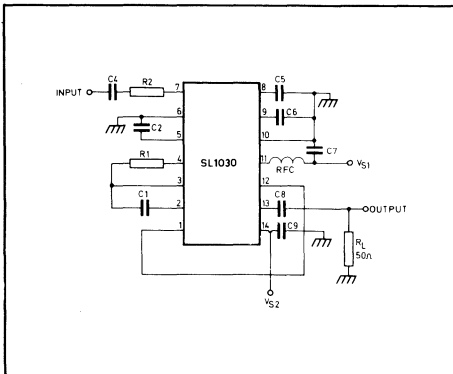 C4
R2
INPUT
7
6
C2
5
R1
4
3
C1
2
1
SL1030
8
C5
9
C6
10
C7
11
RFC
VS1
12
C8
13
OUTPUT
14
C9
RL
50Ω
VS2